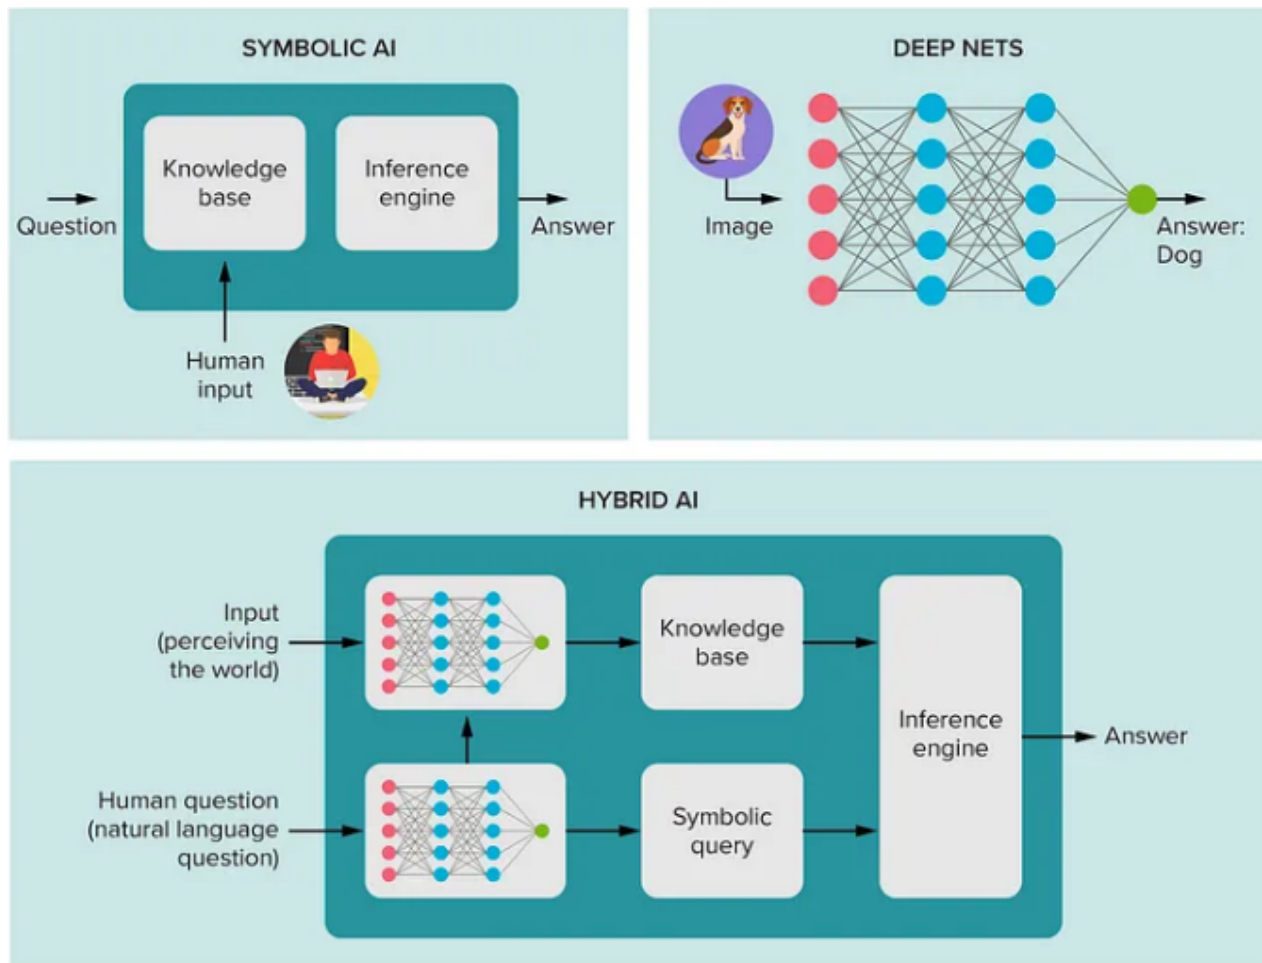 SYMBOLIC AI
Knowledge
base
Inference
engine
Question
Answer
Human
input
DEEP NETS
Image
Answer:
Dog
HYBRID AI
Input
(perceiving
the world)
Knowledge
base
Human question
(natural language
question)
Symbolic
query
Inference
engine
Answer